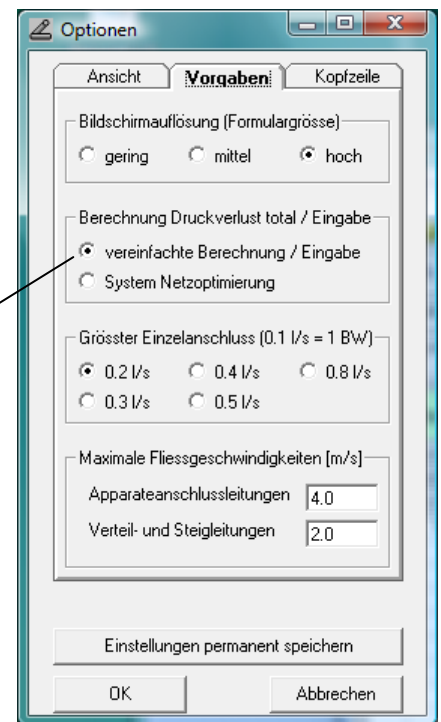 Optionen
Ansicht Vorgaben Kopfzeile
Bildschirmauflösung (Formulargrösse)
gering mittel hoch
Berechnung Druckverlust total / Eingabe
vereinfachte Berechnung / Eingabe
System Netzoptimierung
Grösster Einzelanschluss (0.1 l/s = 1 BW)
0.2 l/s 0.4 l/s 0.8 l/s
0.3 l/s 0.5 l/s
Maximale Fliessgeschwindigkeiten [m/s]
Apparateanschlussleitungen 4.0
Verteil- und Steigleitungen 2.0
Einstellungen permanent speichern
OK Abbrechen